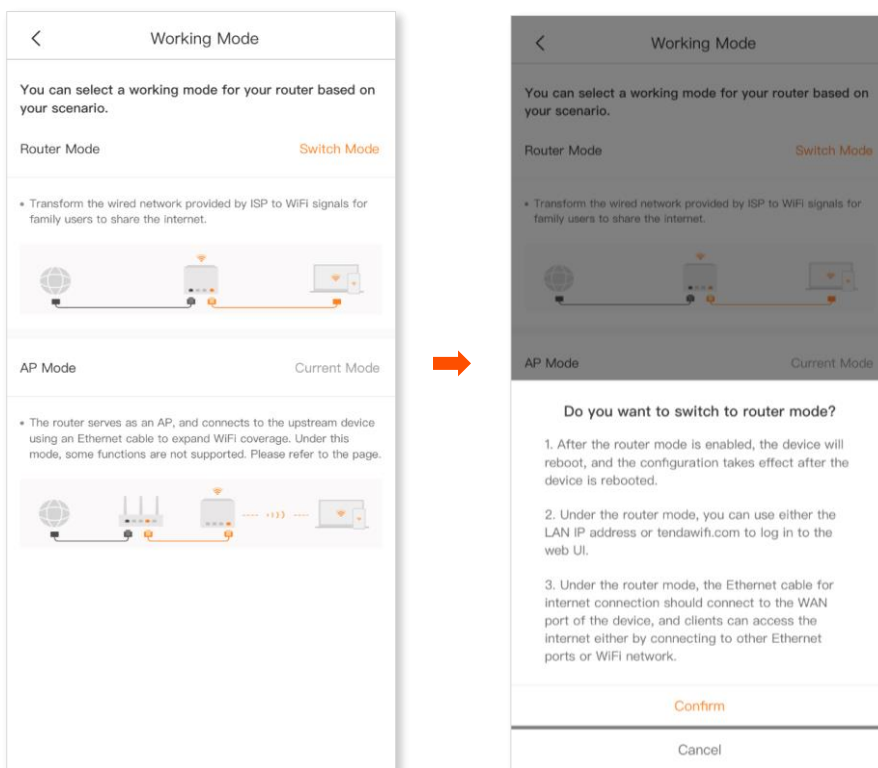 Working Mode
You can select a working mode for your router based on
your scenario.
Router Mode
Switch Mode
• Transform the wired network provided by ISP to WiFi signals for
family users to share the internet.
AP Mode
Current Mode
• The router serves as an AP, and connects to the upstream device
using an Ethernet cable to expand WiFi coverage. Under this
mode, some functions are not supported. Please refer to the page.
Working Mode
You can select a working mode for your router based on
your scenario.
Router Mode
Switch Mode
• Transform the wired network provided by ISP to WiFi signals for
family users to share the internet.
AP Mode
Current Mode
Do you want to switch to router mode?
1. After the router mode is enabled, the device will
reboot, and the configuration takes effect after the
device is rebooted.
2. Under the router mode, you can use either the
LAN IP address or tendawifi.com to log in to the
web UI.
3. Under the router mode, the Ethernet cable for
internet connection should connect to the WAN
port of the device, and clients can access the
internet either by connecting to other Ethernet
ports or WiFi network.
Confirm
Cancel